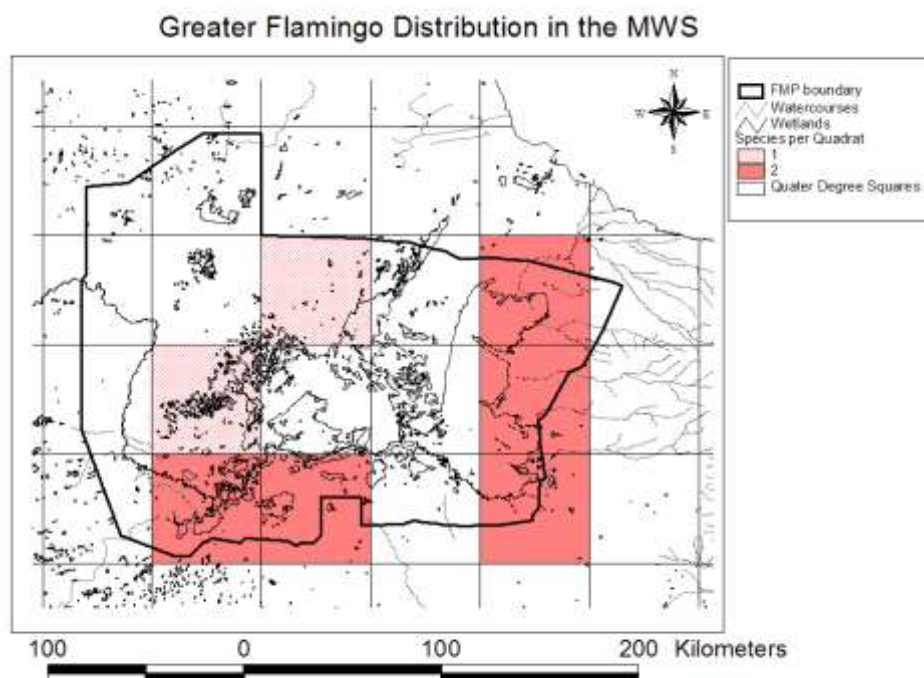 Greater Flamingo Distribution in the MWS
N
W E
S
FMP boundary
Watercourses
Wetlands
Species per Quadrat
1
2
Quater Degree Squares
100 0 100 200 Kilometers